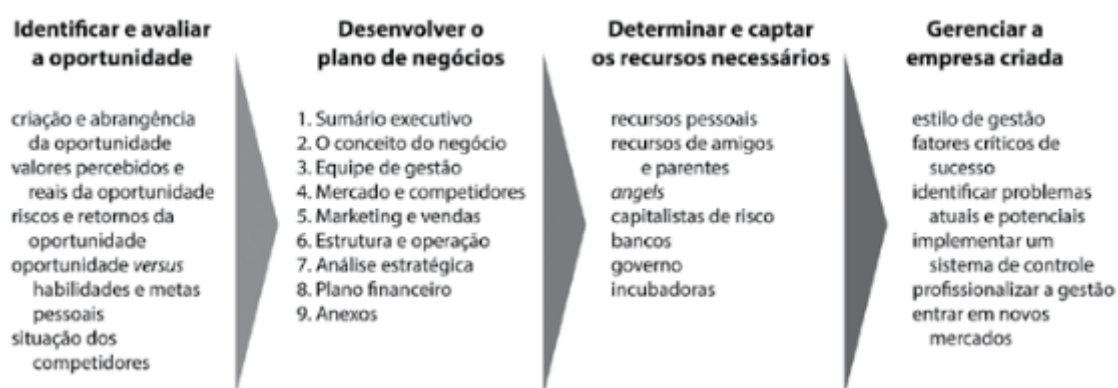 Identificar e avaliar
a oportunidade
criação e abrangência
da oportunidade
valores percebidos e
reais da oportunidade
riscos e retornos da
oportunidade
oportunidade versus
habilidades e metas
pessoais
situação dos
competidores
Desenvolver o
plano de negócios
1. Sumário executivo
2. O conceito do negócio
3. Equipe de gestão
4. Mercado e competidores
5. Marketing e vendas
6. Estrutura e operação
7. Análise estratégica
8. Plano financeiro
9. Anexos
Determinar e captar
os recursos necessários
recursos pessoais
recursos de amigos
e parentes
angels
capitalistas de risco
bancos
governo
incubadoras
Gerenciar a
empresa criada
estilo de gestão
fatores críticos de
sucesso
identificar problemas
atuais e potenciais
implementar um
sistema de controle
profissionalizar a gestão
entrar em novos
mercados